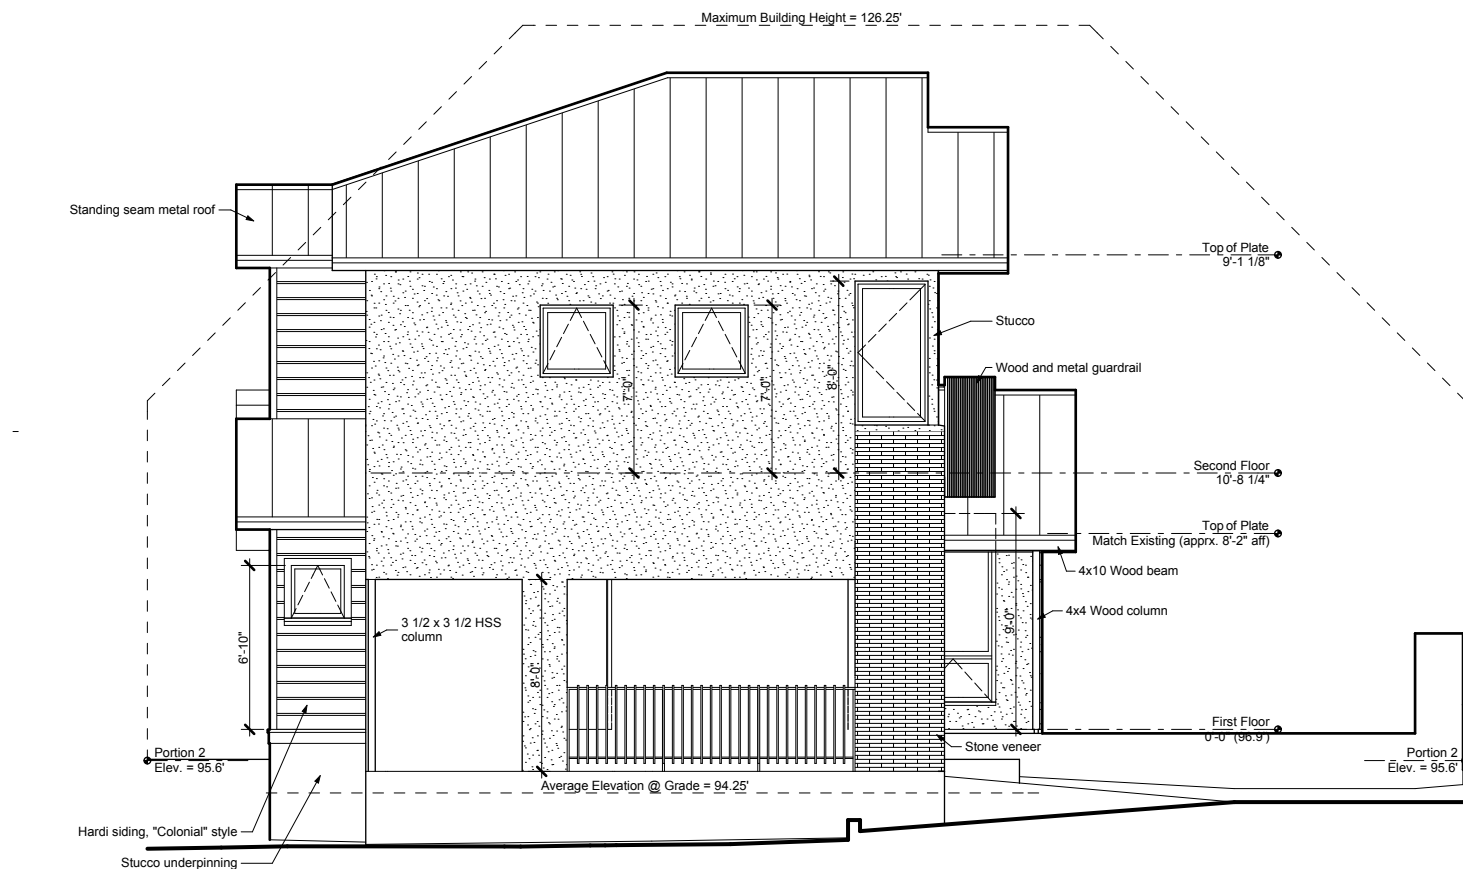 Maximum Building Height = 126.25'
Standing seam metal roof
Top of Plate
9'-1 1/8"
Stucco
7'-0"
7'-0"
8'-0"
Wood and metal guardrail
Second Floor
10'-8 1/4"
Top of Plate
Match Existing (apprx. 8'-2" aff)
4x10 Wood beam
4x4 Wood column
3 1/2 x 3 1/2 HSS
column
6'-10"
8'-0"
9'-0"
First Floor
0'-0" (96.9')
Stone veneer
Portion 2
Elev. = 95.6'
Portion 2
Elev. = 95.6'
Average Elevation @ Grade = 94.25'
Hardi siding, "Colonial" style
Stucco underpinning